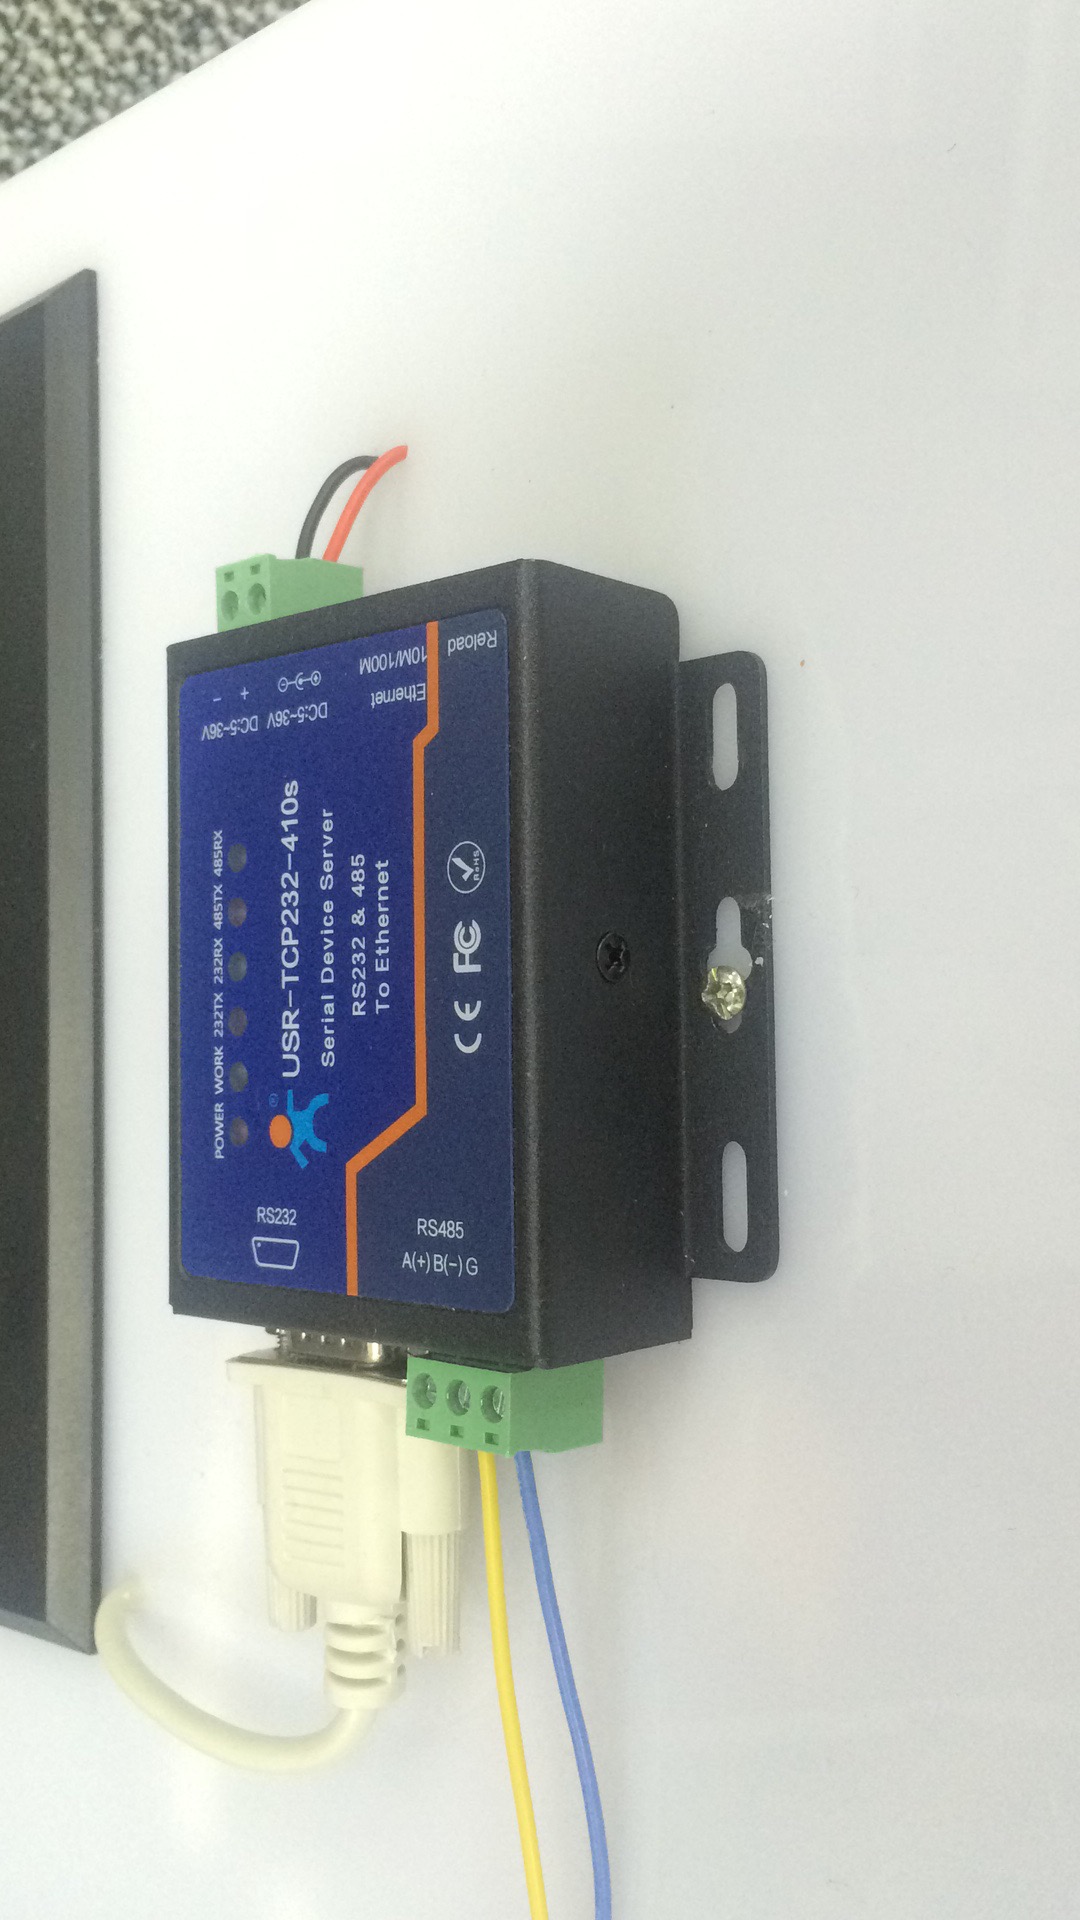 POWER WORK 232TX 232RX 485TX 485RX
USR-TCP232-410s
Serial Device Server
RS232 & 485
To Ethernet
CE FC RoHS
RS232
RS485
A(+) B(-) G
- +
DC:5~36V DC:5~36V
Ethernet
10M/100M
Reload